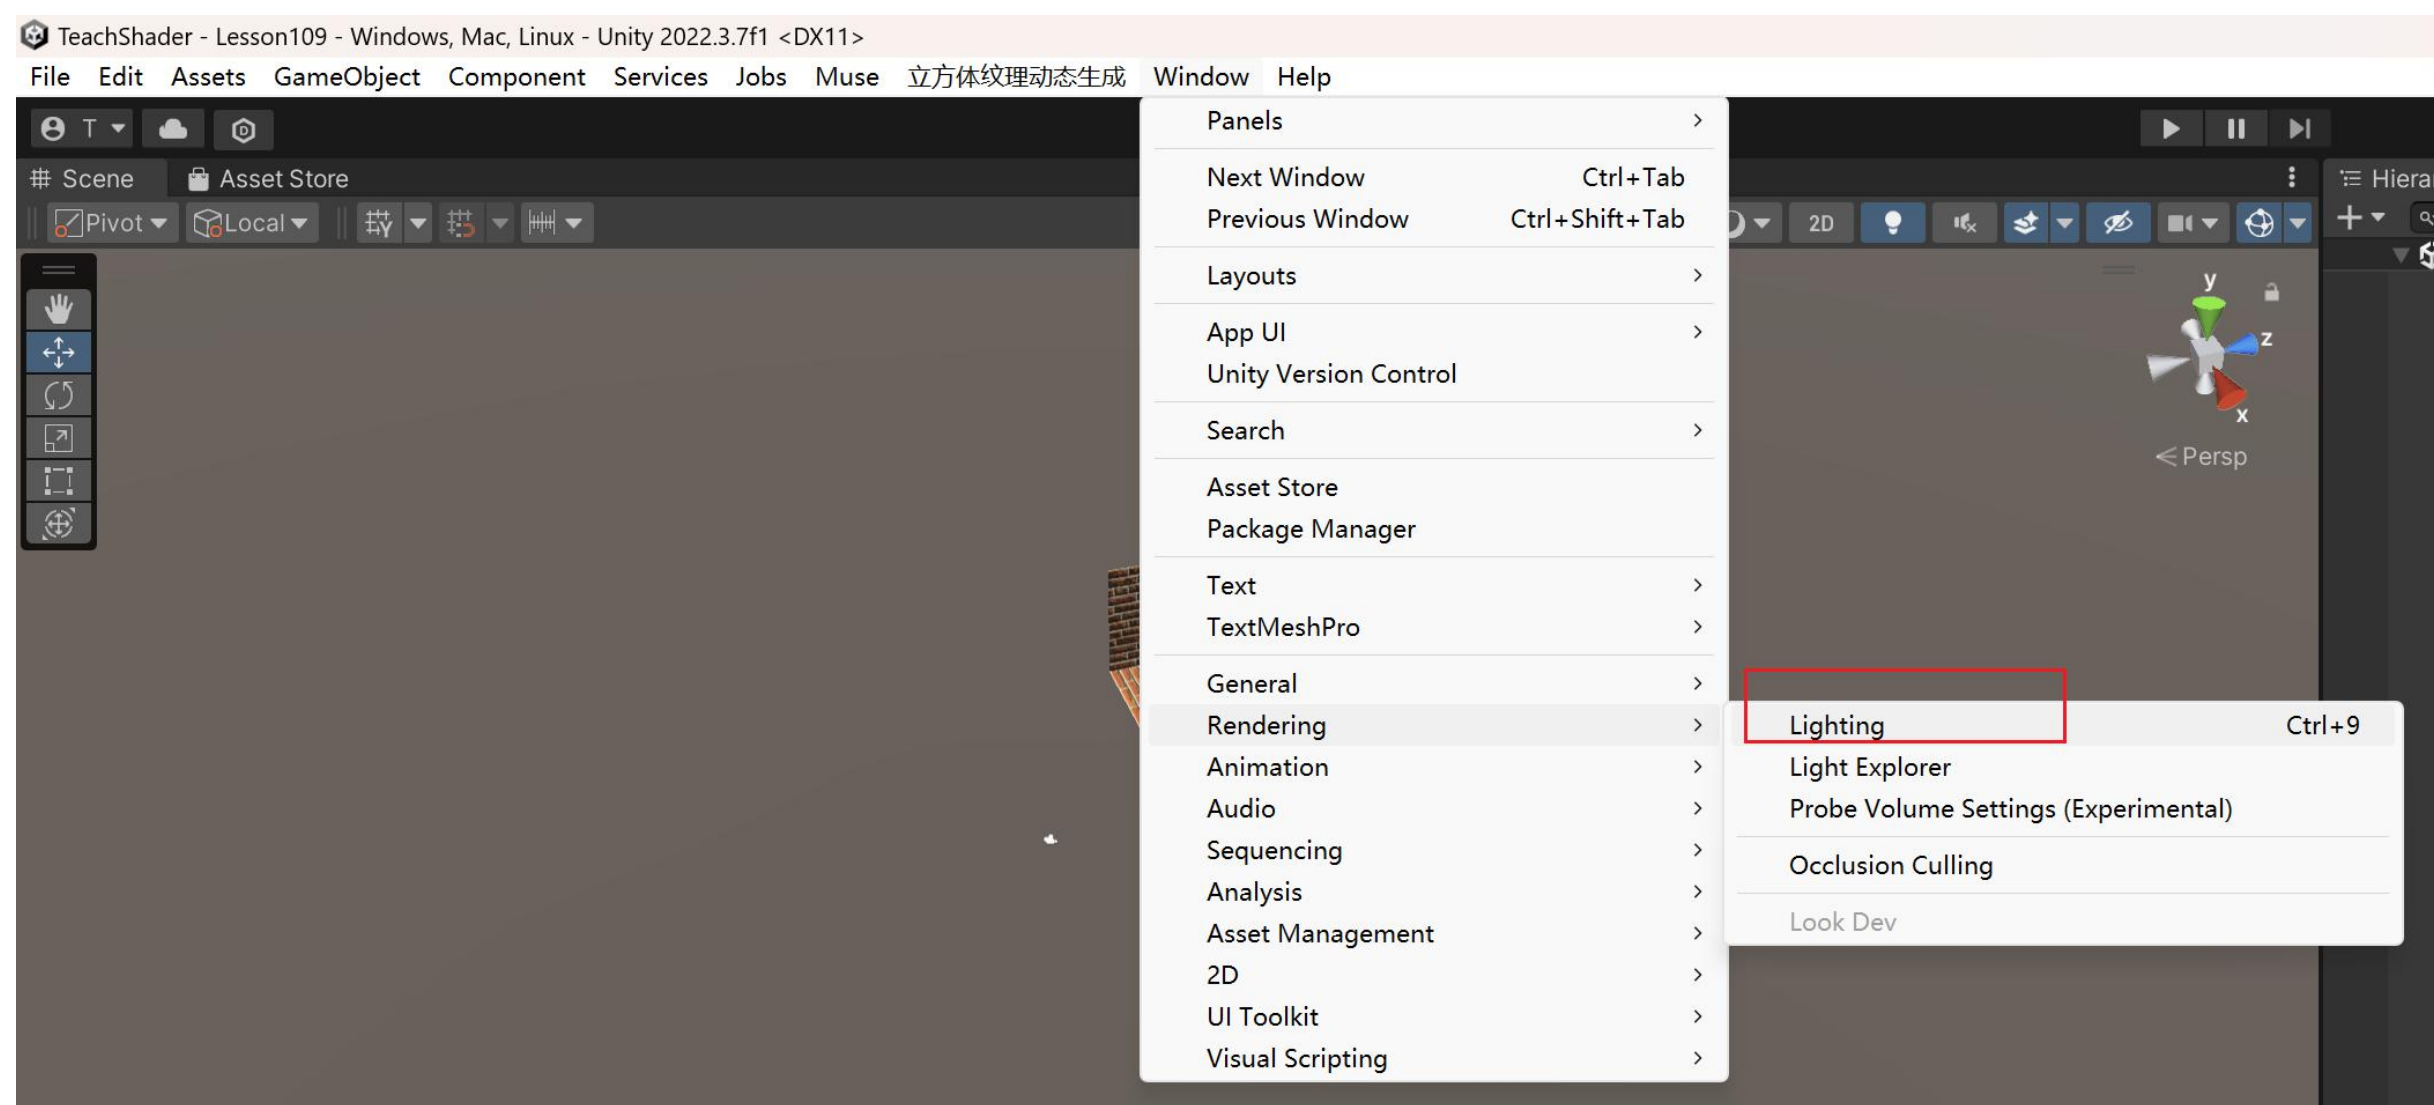 TeachShader - Lesson109 - Windows, Mac, Linux - Unity 2022.3.7f1 <DX11>
File Edit Assets GameObject Component Services Jobs Muse 立方体纹理动态生成 Window Help
T
Scene Asset Store
Pivot Local 2D
Panels
Next Window Ctrl+Tab
Previous Window Ctrl+Shift+Tab
Layouts
App UI
Unity Version Control
Search
Asset Store
Package Manager
Text
TextMeshPro
General
Rendering
Animation
Audio
Sequencing
Analysis
Asset Management
2D
UI Toolkit
Visual Scripting
Lighting Ctrl+9
Light Explorer
Probe Volume Settings (Experimental)
Occlusion Culling
Look Dev
y
z
x
Persp